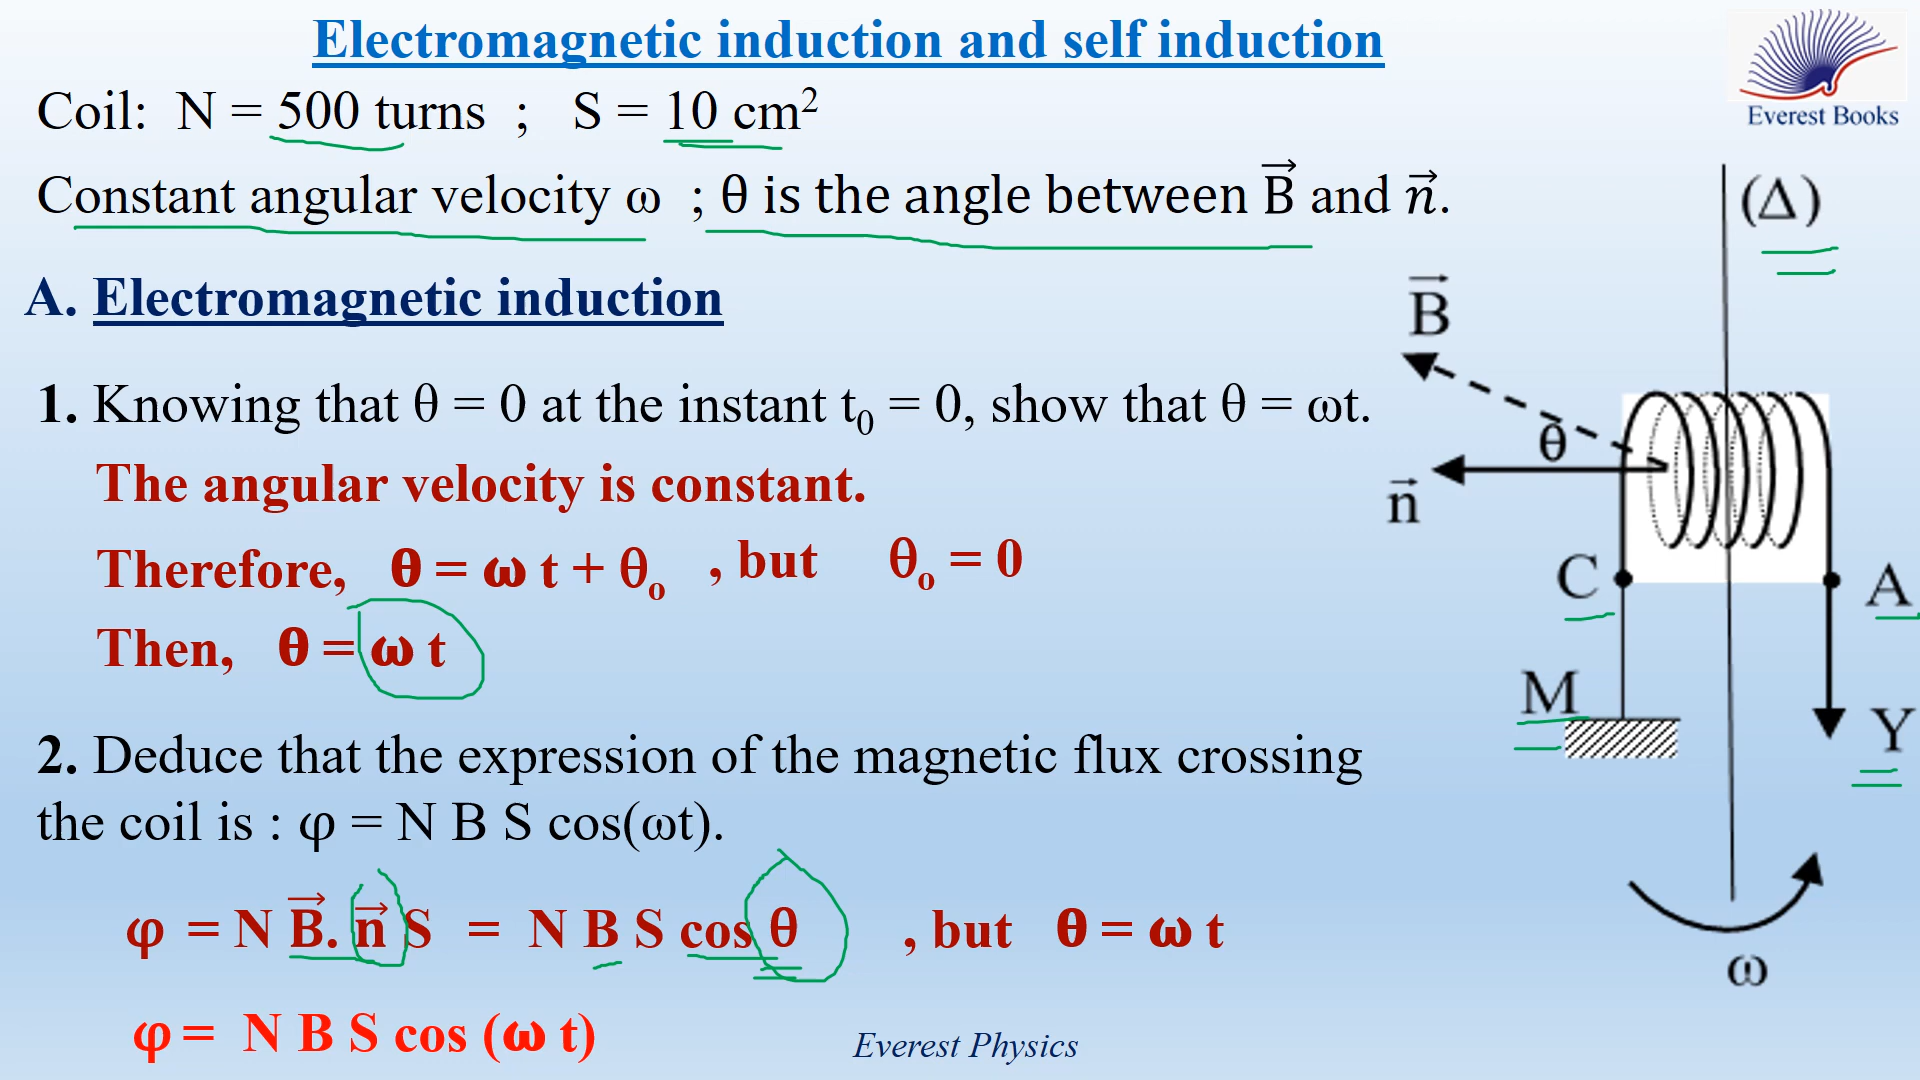 Electromagnetic induction and self induction
Everest Books
Coil: N = 500 turns ; S = 10 cm²
Constant angular velocity ω ; θ is the angle between B⃗ and n⃗.
(Δ)
A. Electromagnetic induction
B⃗
1. Knowing that θ = 0 at the instant t₀ = 0, show that θ = ωt.
θ
n⃗
The angular velocity is constant.
Therefore, θ = ω t + θₒ , but θₒ = 0
C
A
Then, θ = ω t
M
Y
2. Deduce that the expression of the magnetic flux crossing
the coil is : φ = N B S cos(ωt).
φ = N B⃗. n⃗ S = N B S cos θ , but θ = ω t
ω
φ = N B S cos (ω t)
Everest Physics